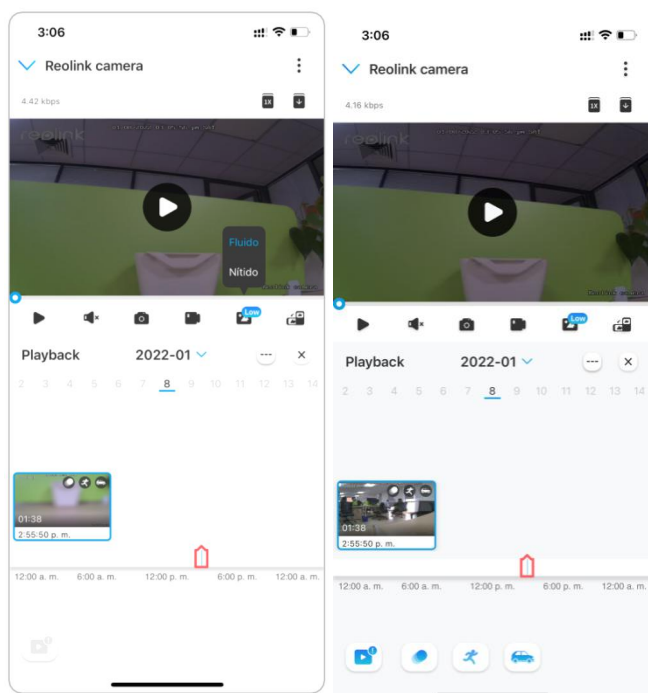 3:06
Reolink camera
4.42 kbps
1X
reolink
Fluido
Nítido
Low
Playback
2022-01
2 3 4 5 6 7 8 9 10 11 12 13 14
01:38
2:55:50 p. m.
12:00 a. m. 6:00 a. m. 12:00 p. m. 6:00 p. m. 12:00 a. m.
3:06
Reolink camera
4.16 kbps
1X
reolink
Low
Playback
2022-01
2 3 4 5 6 7 8 9 10 11 12 13 14
01:38
2:55:50 p. m.
12:00 a. m. 6:00 a. m. 12:00 p. m. 6:00 p. m. 12:00 a. m.